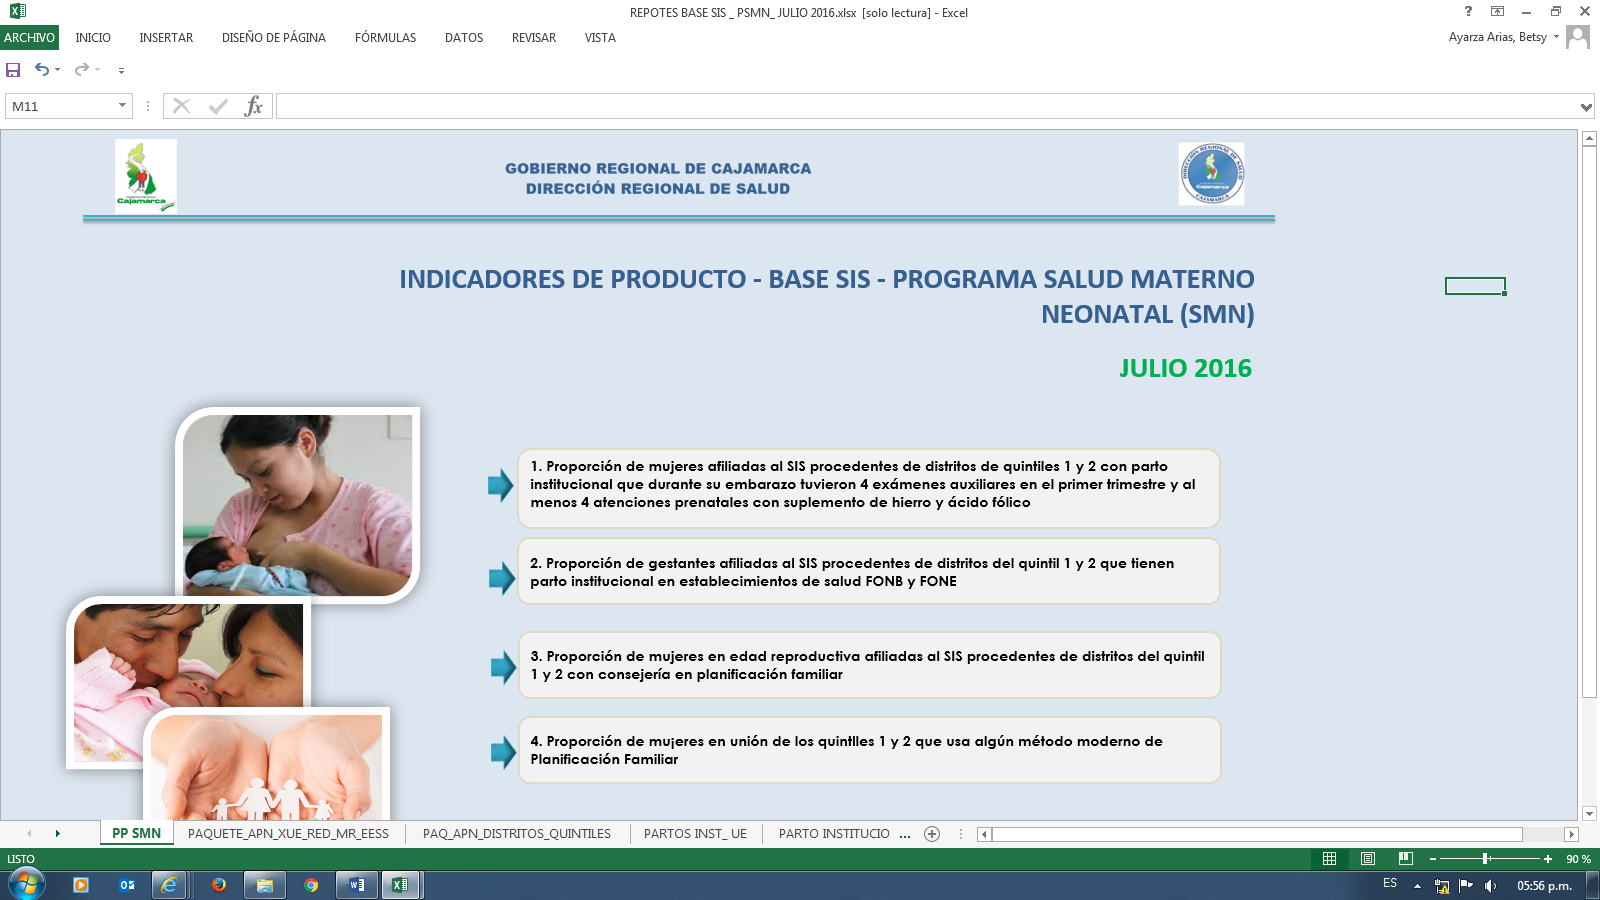 REPOTES BASE SIS _ PSMN_ JULIO 2016.xlsx [solo lectura] - Excel
ARCHIVO INICIO INSERTAR DISEÑO DE PÁGINA FÓRMULAS DATOS REVISAR VISTA
Ayarza Arias, Betsy
M11
fx
GOBIERNO REGIONAL DE CAJAMARCA
DIRECCIÓN REGIONAL DE SALUD
Cajamarca
DIRECCIÓN REGIONAL DE SALUD
CAJAMARCA
INDICADORES DE PRODUCTO - BASE SIS - PROGRAMA SALUD MATERNO
NEONATAL (SMN)
JULIO 2016
1. Proporción de mujeres afiliadas al SIS procedentes de distritos de quintiles 1 y 2 con parto
institucional que durante su embarazo tuvieron 4 exámenes auxiliares en el primer trimestre y al
menos 4 atenciones prenatales con suplemento de hierro y ácido fólico
2. Proporción de gestantes afiliadas al SIS procedentes de distritos del quintil 1 y 2 que tienen
parto institucional en establecimientos de salud FONB y FONE
3. Proporción de mujeres en edad reproductiva afiliadas al SIS procedentes de distritos del quintil
1 y 2 con consejería en planificación familiar
4. Proporción de mujeres en unión de los quintlles 1 y 2 que usa algún método moderno de
Planificación Familiar
PP SMN PAQUETE_APN_XUE_RED_MR_EESS PAQ_APN_DISTRITOS_QUINTILES PARTOS INST_ UE PARTO INSTITUCIO ...
LISTO
90 %
ES
05:56 p.m.